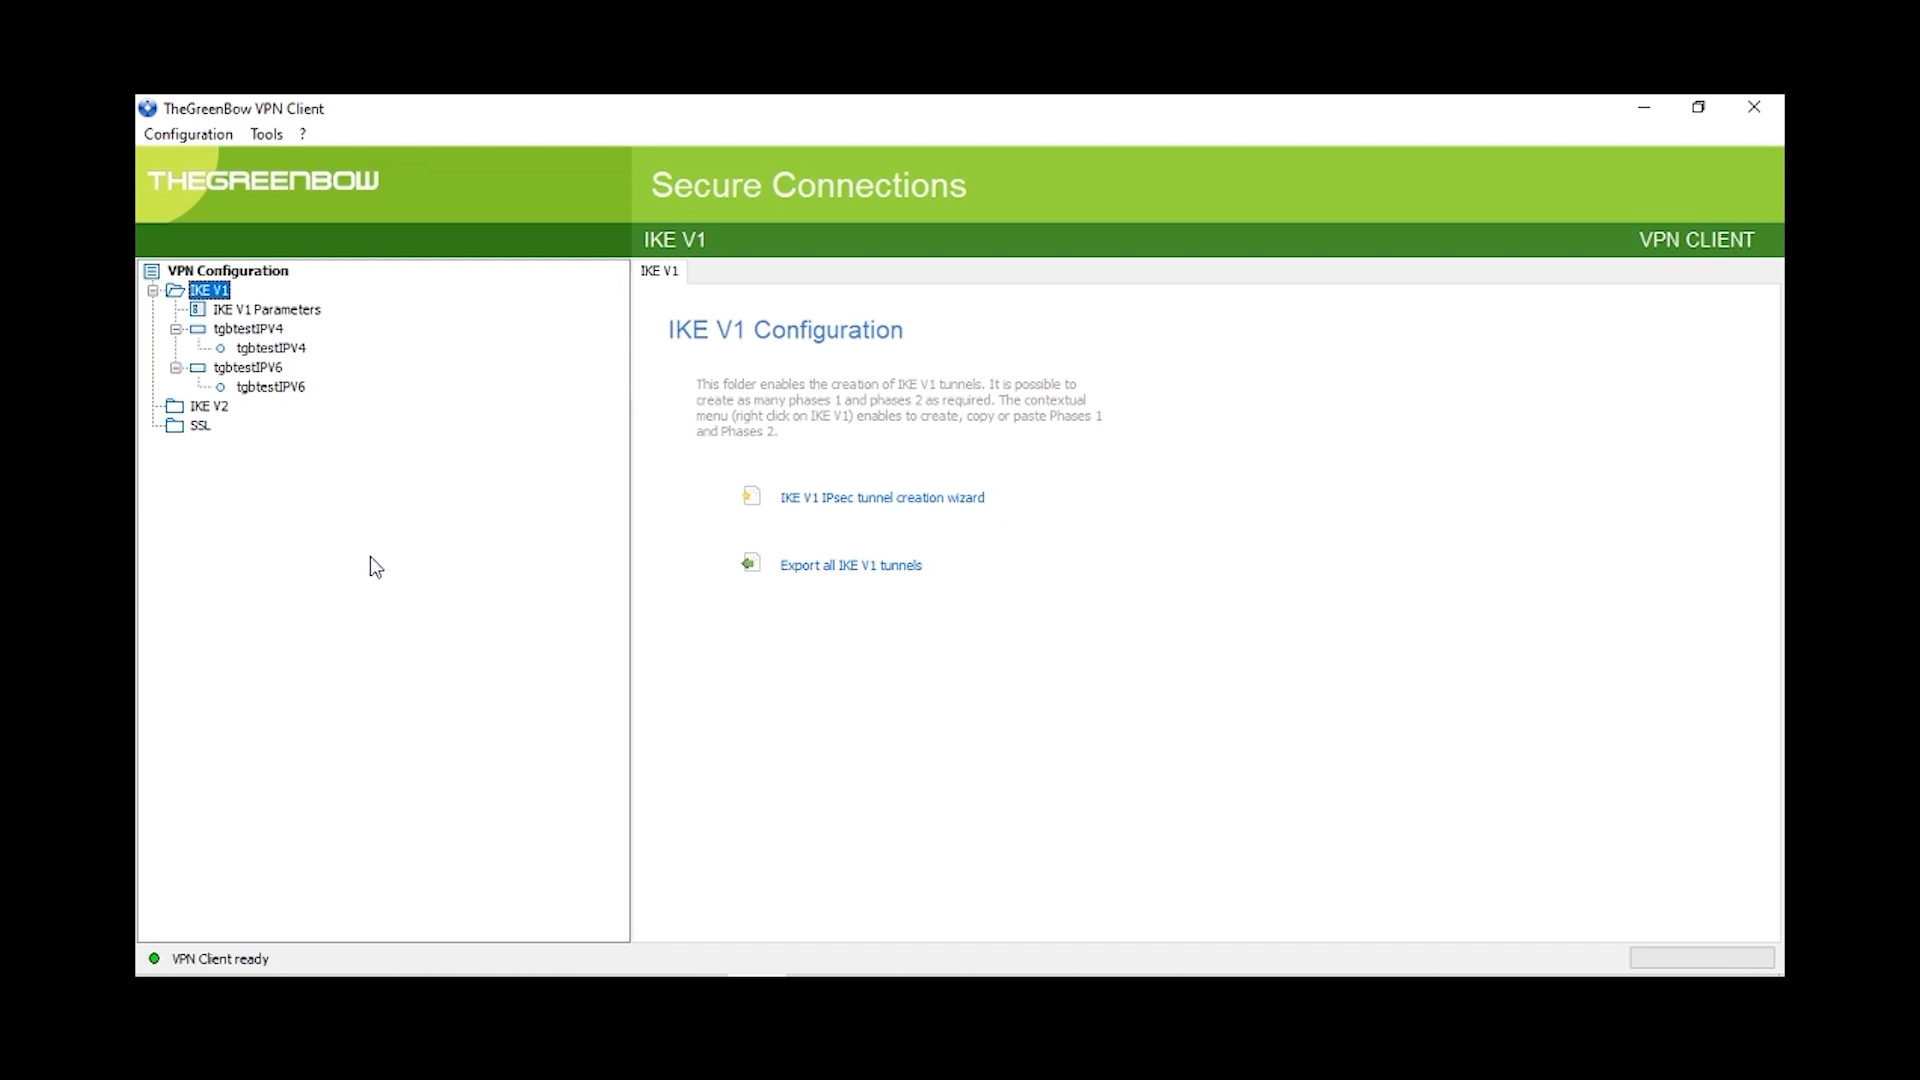 TheGreenBow VPN Client
Configuration Tools ?
THEGREENBOW
Secure Connections
IKE V1
VPN CLIENT
VPN Configuration
IKE V1
IKE V1 Parameters
tgbtestIPV4
tgbtestIPV4
tgbtestIPV6
tgbtestIPV6
IKE V2
SSL
IKE V1
IKE V1 Configuration
This folder enables the creation of IKE V1 tunnels. It is possible to
create as many phases 1 and phases 2 as required. The contextual
menu (right click on IKE V1) enables to create, copy or paste Phases 1
and Phases 2.
IKE V1 IPsec tunnel creation wizard
Export all IKE V1 tunnels
VPN Client ready